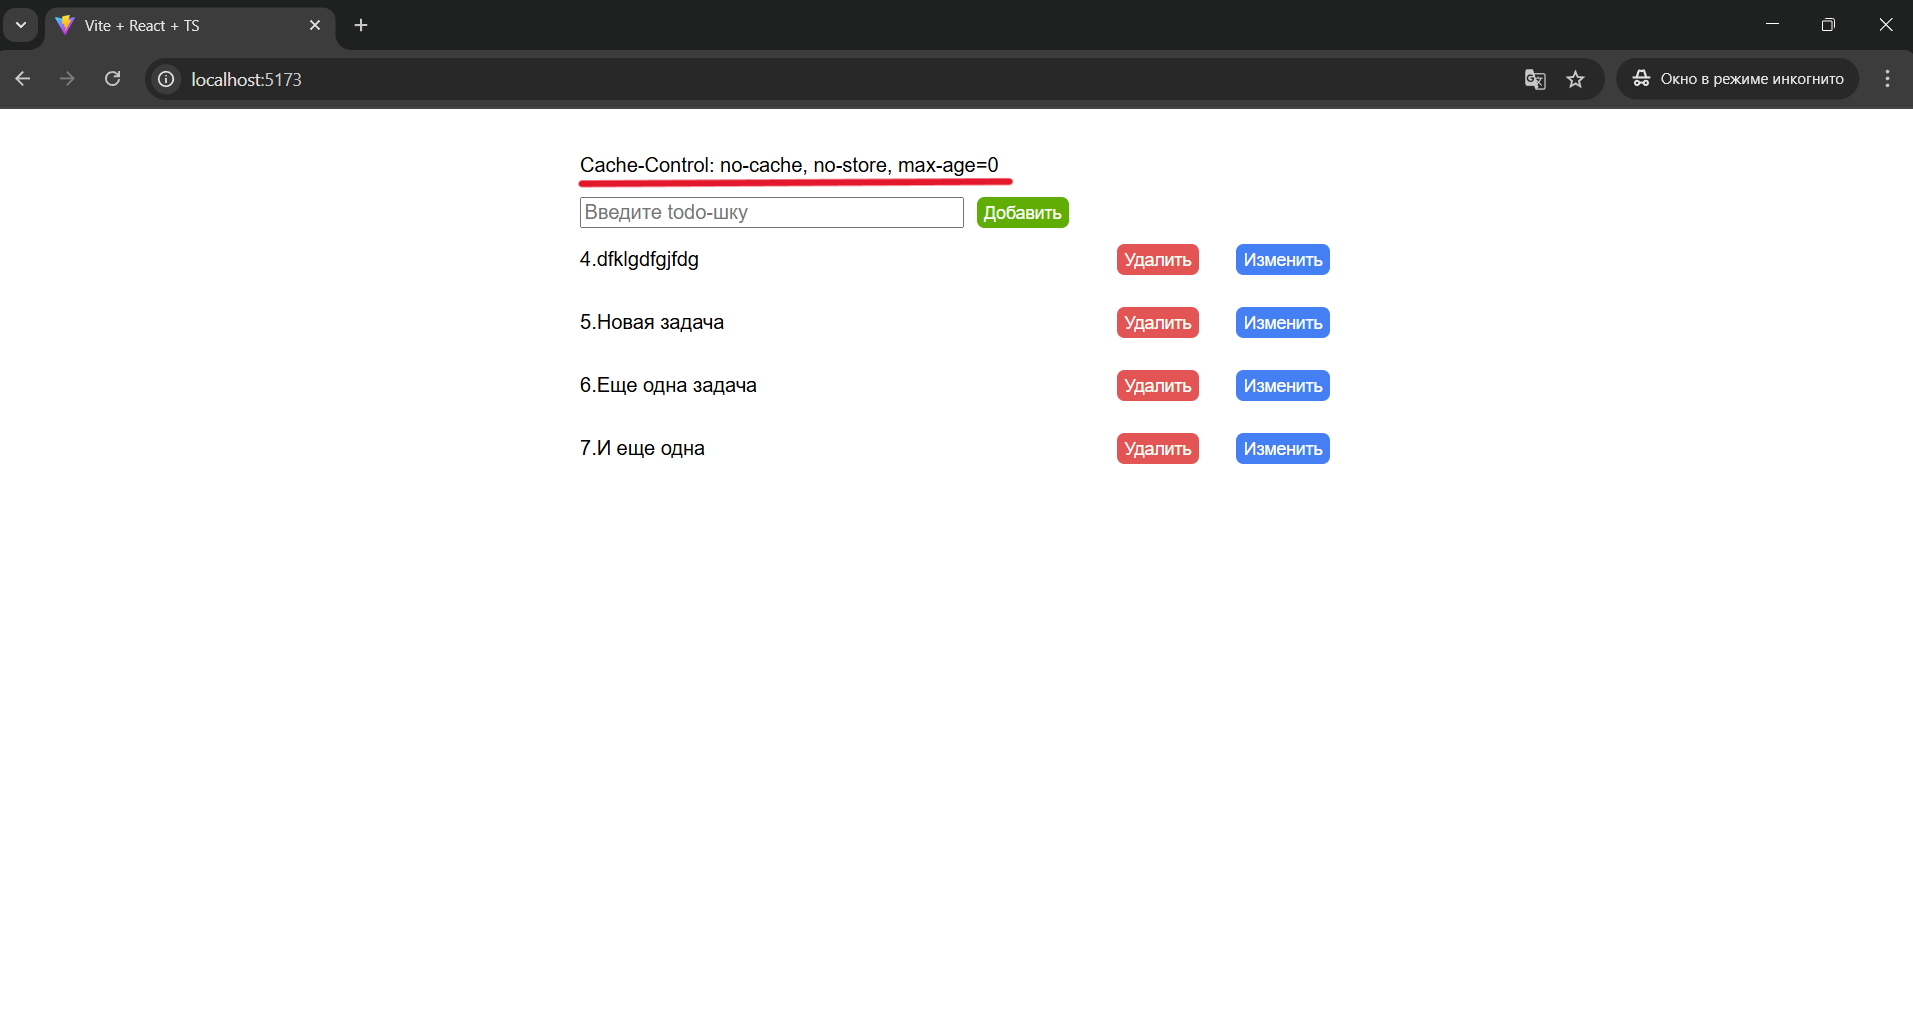 Vite + React + TS
localhost:5173
Окно в режиме инкогнито
Cache-Control: no-cache, no-store, max-age=0
Введите todo-шку Добавить
4.dfklgdfgjfdg Удалить Изменить
5.Новая задача Удалить Изменить
6.Еще одна задача Удалить Изменить
7.И еще одна Удалить Изменить